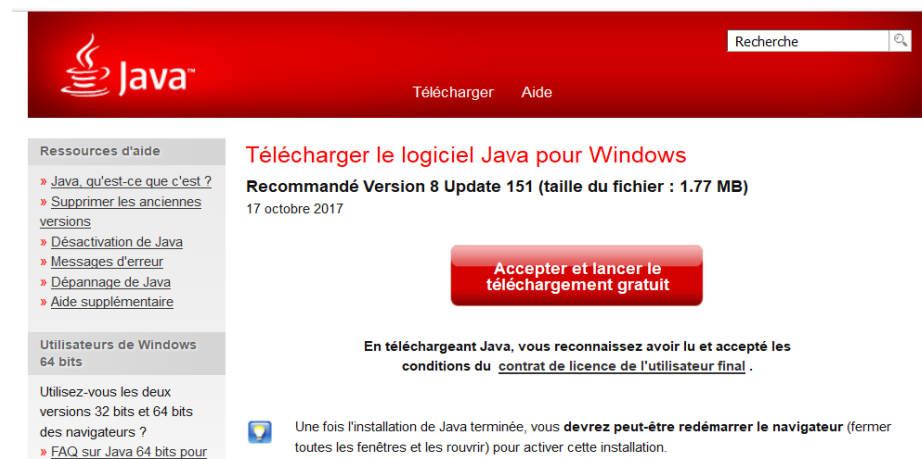 Recherche
Java™
Télécharger Aide
Ressources d'aide
» Java, qu'est-ce que c'est ?
» Supprimer les anciennes
versions
» Désactivation de Java
» Messages d'erreur
» Dépannage de Java
» Aide supplémentaire
Utilisateurs de Windows
64 bits
Utilisez-vous les deux
versions 32 bits et 64 bits
des navigateurs ?
» FAQ sur Java 64 bits pour
Télécharger le logiciel Java pour Windows
Recommandé Version 8 Update 151 (taille du fichier : 1.77 MB)
17 octobre 2017
Accepter et lancer le
téléchargement gratuit
En téléchargeant Java, vous reconnaissez avoir lu et accepté les
conditions du contrat de licence de l'utilisateur final .
Une fois l'installation de Java terminée, vous devrez peut-être redémarrer le navigateur (fermer
toutes les fenêtres et les rouvrir) pour activer cette installation.